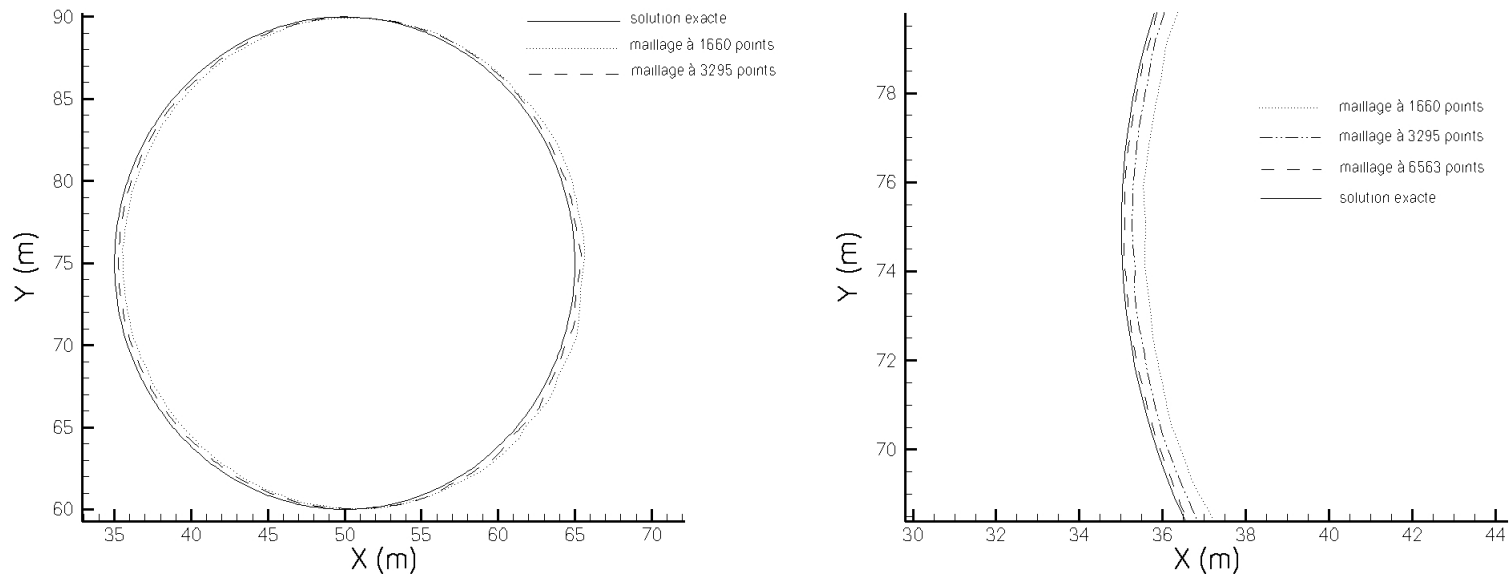 90
85
80
75
70
65
60
Y (m)
35
40
45
50
55
60
65
70
X (m)
solution exacte
maillage à 1660 points
maillage à 3295 points
78
76
74
72
70
Y (m)
30
32
34
36
38
40
42
44
X (m)
maillage à 1660 points
maillage à 3295 points
maillage à 6563 points
solution exacte